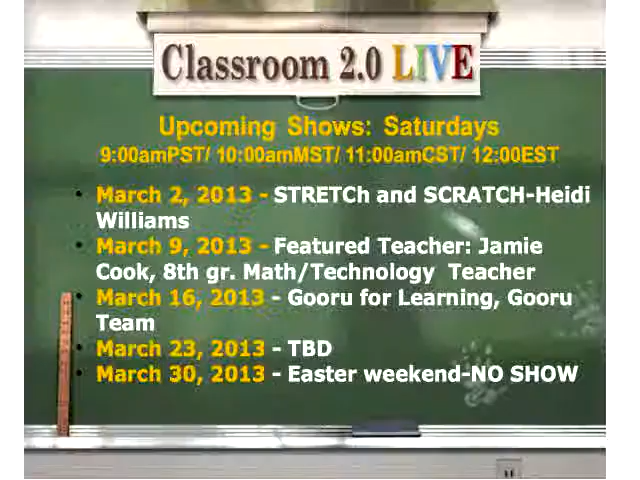 Classroom 2.0 LIVE
Upcoming Shows: Saturdays
9:00amPST/ 10:00amMST/ 11:00amCST/ 12:00EST
• March 2, 2013 - STRETCh and SCRATCH-Heidi
Williams
• March 9, 2013 - Featured Teacher: Jamie
Cook, 8th gr. Math/Technology Teacher
• March 16, 2013 - Gooru for Learning, Gooru
Team
• March 23, 2013 - TBD
• March 30, 2013 - Easter weekend-NO SHOW